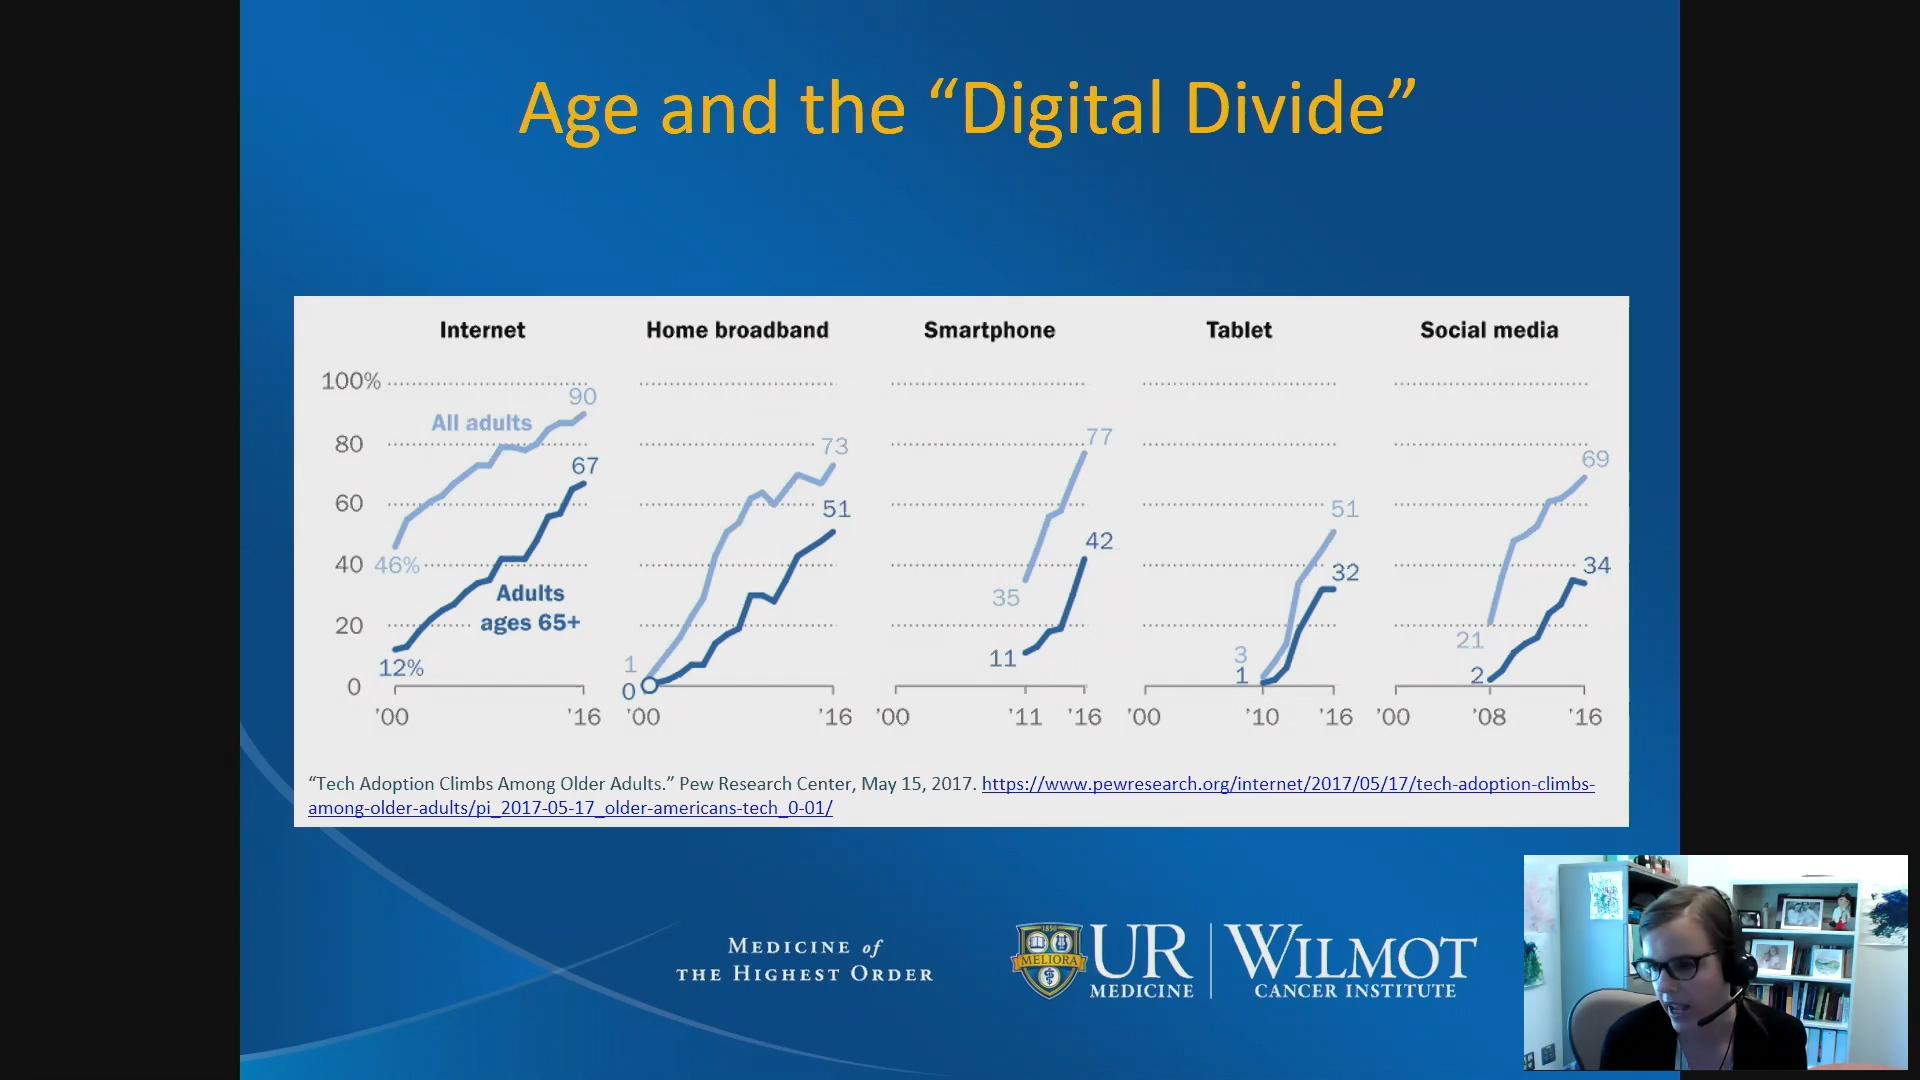 Age and the “Digital Divide”
Internet
Home broadband
Smartphone
Tablet
Social media
100%
80
60
40
20
0
All adults
90
67
46%
Adults
ages 65+
12%
’00
’16
73
51
1
0
’00
’16
77
42
35
11
’00
’11
’16
51
32
3
1
’00
’10
’16
69
34
21
2
’00
’08
’16
“Tech Adoption Climbs Among Older Adults.” Pew Research Center, May 15, 2017. https://www.pewresearch.org/internet/2017/05/17/tech-adoption-climbs-
among-older-adults/pi_2017-05-17_older-americans-tech_0-01/
MEDICINE of
THE HIGHEST ORDER
1850
MELIORA
UR
MEDICINE
WILMOT
CANCER INSTITUTE